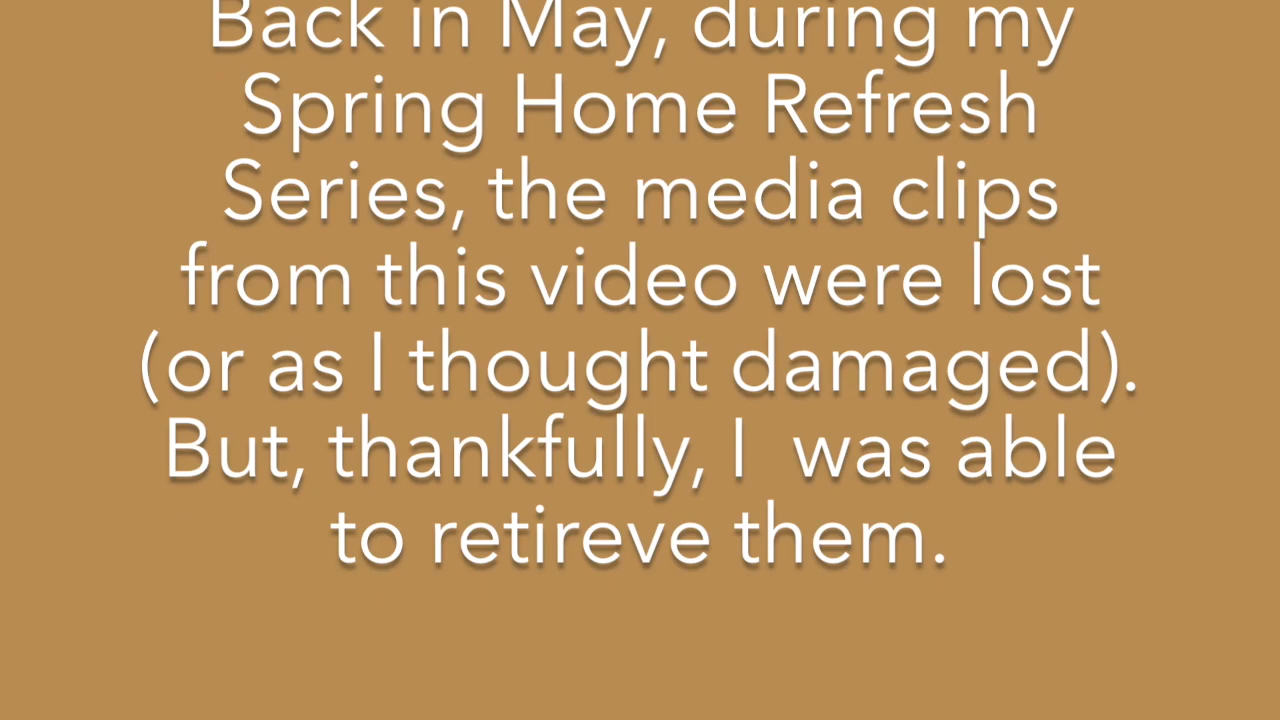 Back in May, during my
Spring Home Refresh
Series, the media clips
from this video were lost
(or as I thought damaged).
But, thankfully, I  was able
to retireve them.